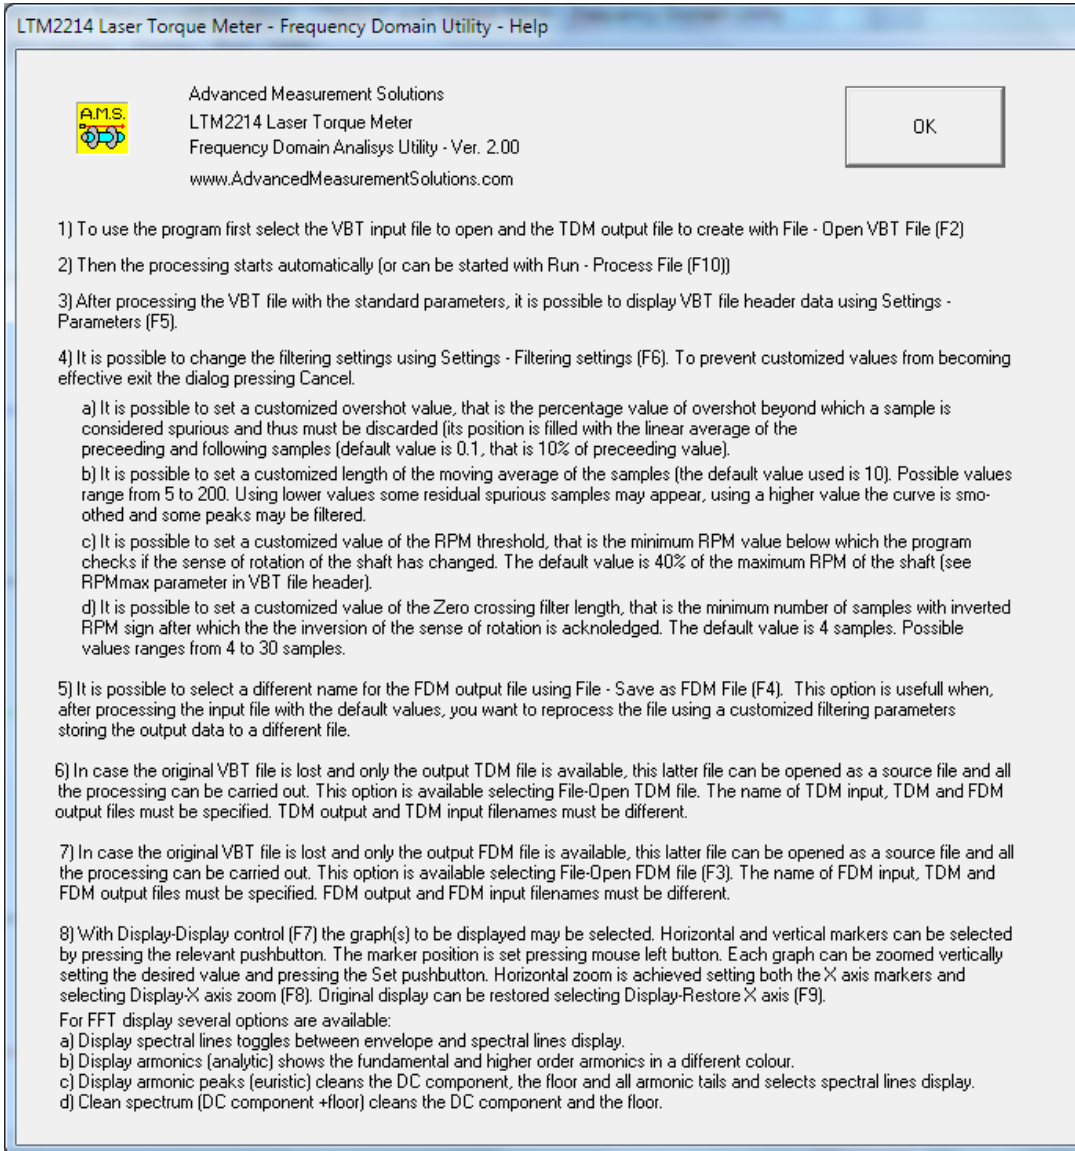 LTM2214 Laser Torque Meter - Frequency Domain Utility - Help
A.M.S.
Advanced Measurement Solutions
LTM2214 Laser Torque Meter
Frequency Domain Analisys Utility - Ver. 2.00
www.AdvancedMeasurementSolutions.com
OK
1) To use the program first select the VBT input file to open and the TDM output file to create with File - Open VBT File (F2)
2) Then the processing starts automatically (or can be started with Run - Process File (F10))
3) After processing the VBT file with the standard parameters, it is possible to display VBT file header data using Settings -
Parameters (F5).
4) It is possible to change the filtering settings using Settings - Filtering settings (F6). To prevent customized values from becoming
effective exit the dialog pressing Cancel.
a) It is possible to set a customized overshot value, that is the percentage value of overshot beyond which a sample is
considered spurious and thus must be discarded (its position is filled with the linear average of the
preceeding and following samples (default value is 0.1, that is 10% of preceeding value).
b) It is possible to set a customized length of the moving average of the samples (the default value used is 10). Possible values
range from 5 to 200. Using lower values some residual spurious samples may appear, using a higher value the curve is smo-
othed and some peaks may be filtered.
c) It is possible to set a customized value of the RPM threshold, that is the minimum RPM value below which the program
checks if the sense of rotation of the shaft has changed. The default value is 40% of the maximum RPM of the shaft (see
RPMmax parameter in VBT file header).
d) It is possible to set a customized value of the Zero crossing filter length, that is the minimum number of samples with inverted
RPM sign after which the the inversion of the sense of rotation is acknoledged. The default value is 4 samples. Possible
values ranges from 4 to 30 samples.
5) It is possible to select a different name for the FDM output file using File - Save as FDM File (F4).  This option is usefull when,
after processing the input file with the default values, you want to reprocess the file using a customized filtering parameters
storing the output data to a different file.
6) In case the original VBT file is lost and only the output TDM file is available, this latter file can be opened as a source file and all
the processing can be carried out. This option is available selecting File-Open TDM file. The name of TDM input, TDM and FDM
output files must be specified. TDM output and TDM input filenames must be different.
7) In case the original VBT file is lost and only the output FDM file is available, this latter file can be opened as a source file and all
the processing can be carried out. This option is available selecting File-Open FDM file (F3). The name of FDM input, TDM and
FDM output files must be specified. FDM output and FDM input filenames must be different.
8) With Display-Display control (F7) the graph(s) to be displayed may be selected. Horizontal and vertical markers can be selected
by pressing the relevant pushbutton. The marker position is set pressing mouse left button. Each graph can be zoomed vertically
setting the desired value and pressing the Set pushbutton. Horizontal zoom is achieved setting both the X axis markers and
selecting Display-X axis zoom (F8). Original display can be restored selecting Display-Restore X axis (F9).
For FFT display several options are available:
a) Display spectral lines toggles between envelope and spectral lines display.
b) Display armonics (analytic) shows the fundamental and higher order armonics in a different colour.
c) Display armonic peaks (euristic) cleans the DC component, the floor and all armonic tails and selects spectral lines display.
d) Clean spectrum (DC component +floor) cleans the DC component and the floor.